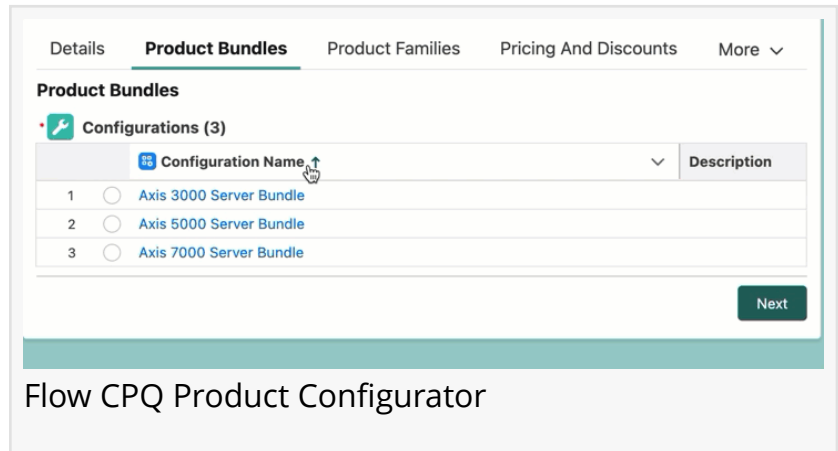 Details Product Bundles Product Families Pricing And Discounts More
Product Bundles
* Configurations (3)
Configuration Name Description
1 Axis 3000 Server Bundle
2 Axis 5000 Server Bundle
3 Axis 7000 Server Bundle
Next
Flow CPQ Product Configurator